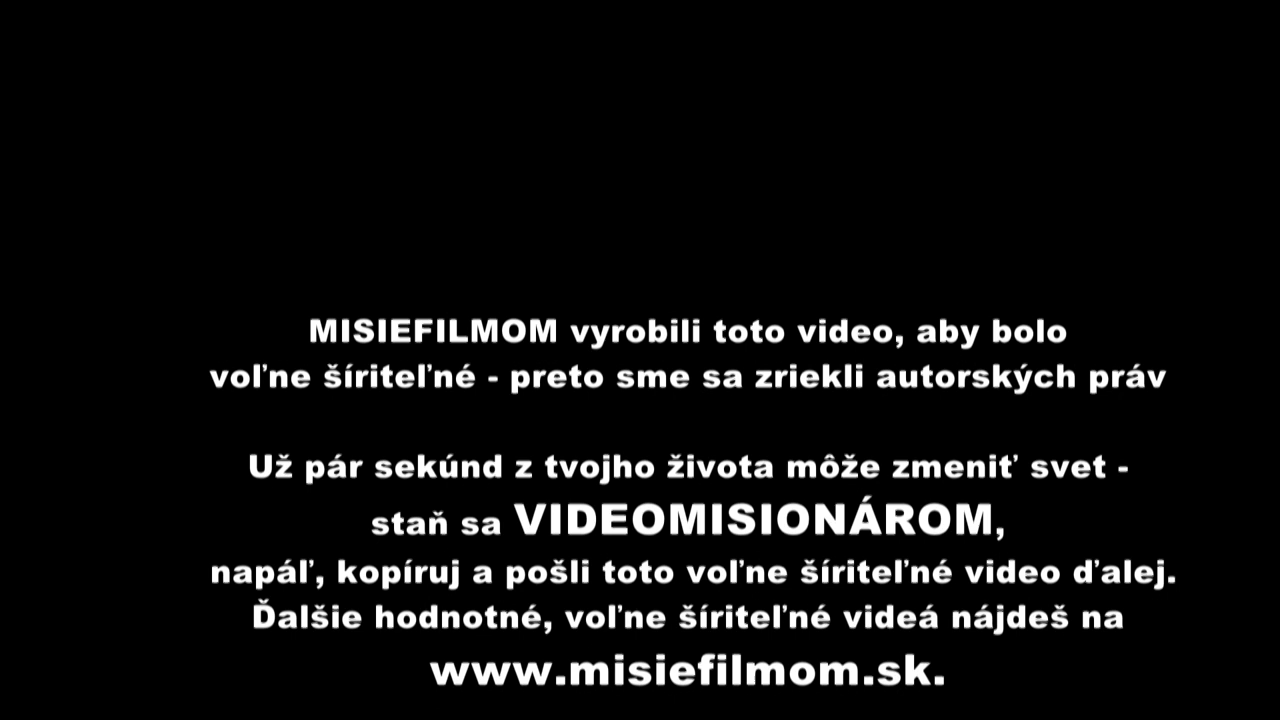 MISIEFILMOM vyrobili toto video, aby bolo
voľne šíriteľné - preto sme sa zriekli autorských práv
Už pár sekúnd z tvojho života môže zmeniť svet -
staň sa VIDEOMISIONÁROM,
napáľ, kopíruj a pošli toto voľne šíriteľné video ďalej.
Ďalšie hodnotné, voľne šíriteľné videá nájdeš na
www.misiefilmom.sk.